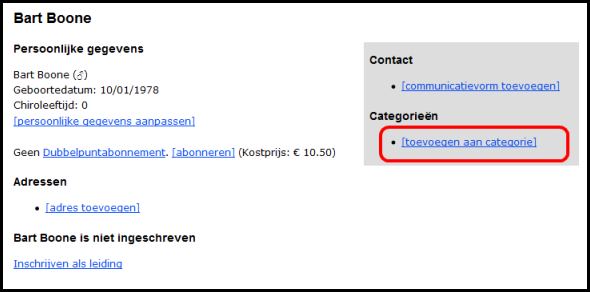 Bart Boone
Persoonlijke gegevens
Bart Boone (♂)
Geboortedatum: 10/01/1978
Chiroleeftijd: 0
[persoonlijke gegevens aanpassen]
Geen Dubbelpuntabonnement. [abonneren] (Kostprijs: € 10.50)
Adressen
[adres toevoegen]
Bart Boone is niet ingeschreven
Inschrijven als leiding
Contact
[communicatievorm toevoegen]
Categorieën
[toevoegen aan categorie]